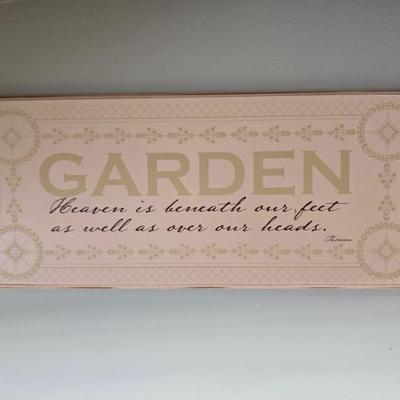 GARDEN
Heaven is beneath our feet
as well as over our heads.
Thoreau